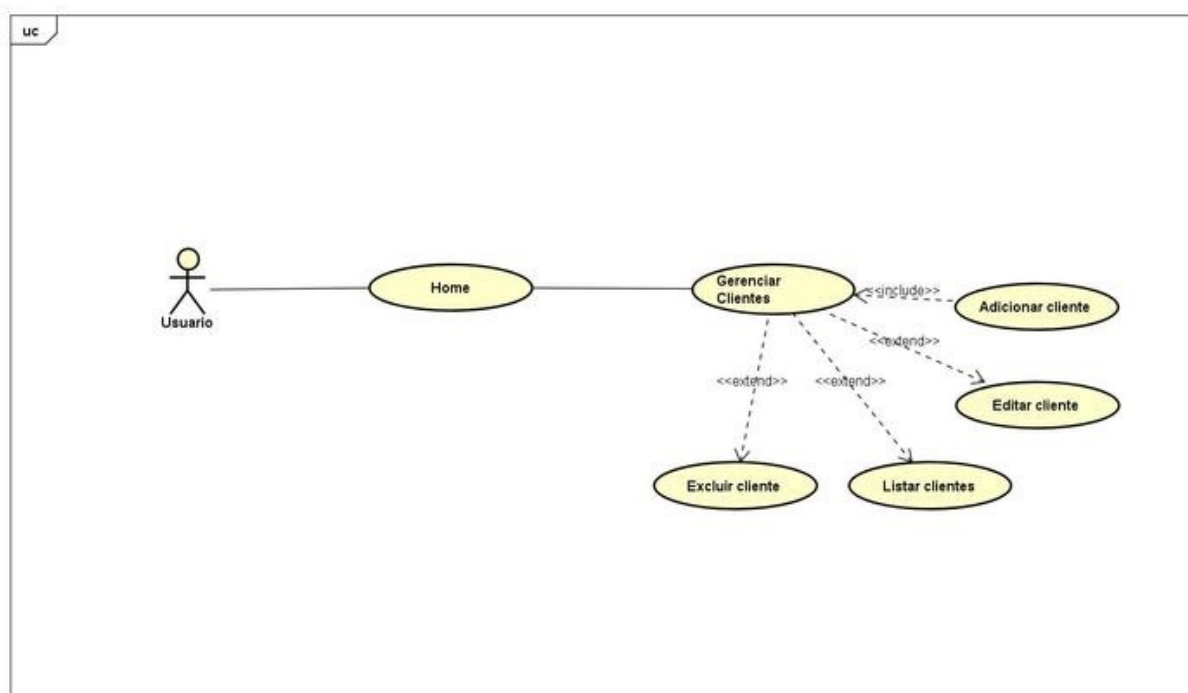 uc
Usuario
Home
Gerenciar
Clientes
<<include>>
Adicionar cliente
<<extend>>
Editar cliente
<<extend>>
<<extend>>
Excluir cliente
Listar clientes